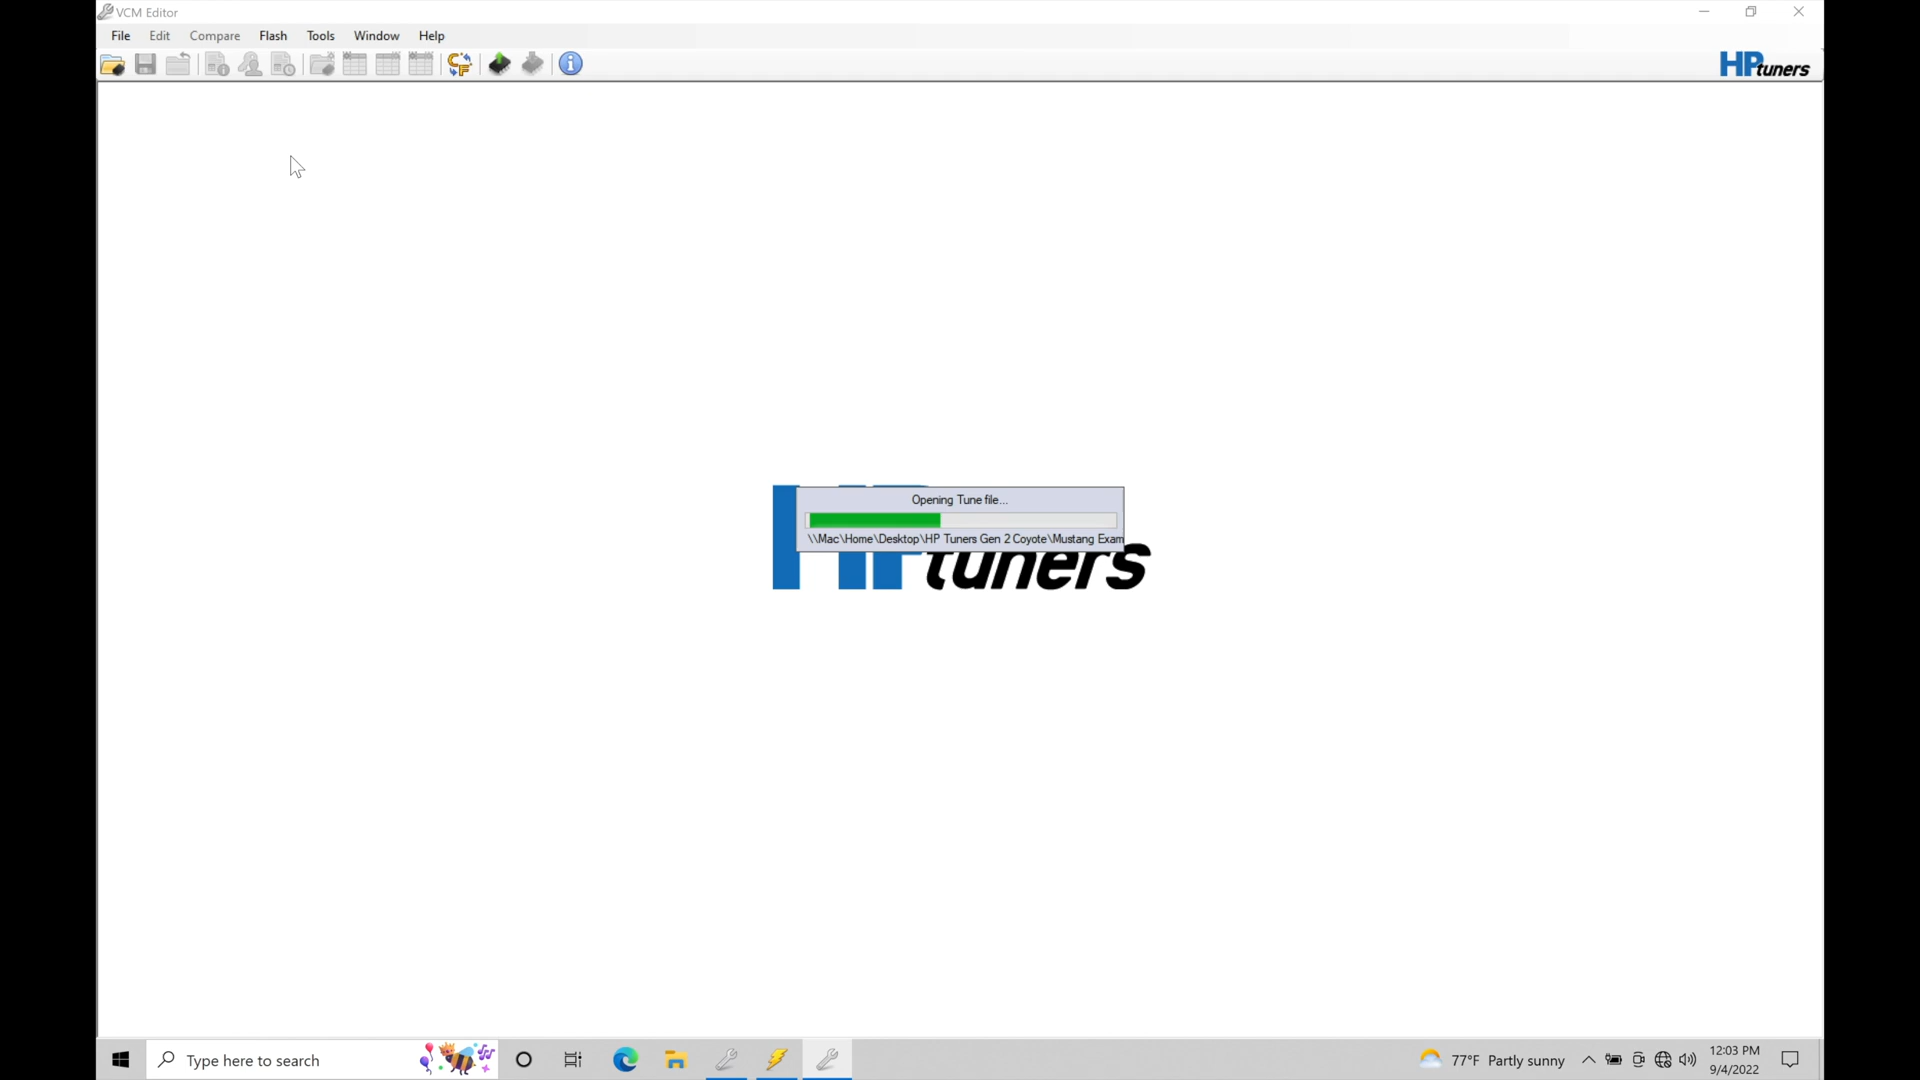 VCM Editor
File Edit Compare Flash Tools Window Help
HPtuners
Opening Tune file...
\\Mac\Home\Desktop\HP Tuners Gen 2 Coyote\Mustang Exam
HPtuners
Type here to search
77°F Partly sunny
12:03 PM
9/4/2022